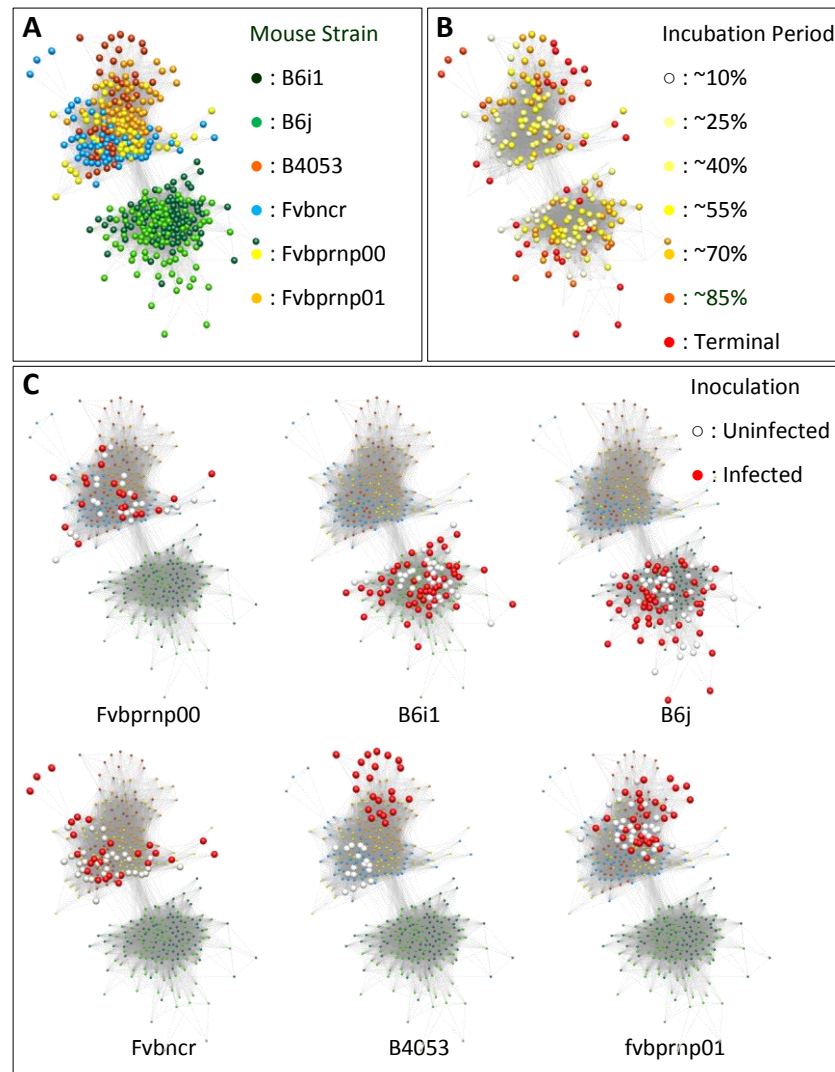 A
Mouse Strain
: B6i1
: B6j
: B4053
: Fvbncr
: Fvbprnp00
: Fvbprnp01
B
Incubation Period
: ~10%
: ~25%
: ~40%
: ~55%
: ~70%
: ~85%
: Terminal
C
Inoculation
: Uninfected
: Infected
Fvbprnp00
B6i1
B6j
Fvbncr
B4053
fvbprnp01